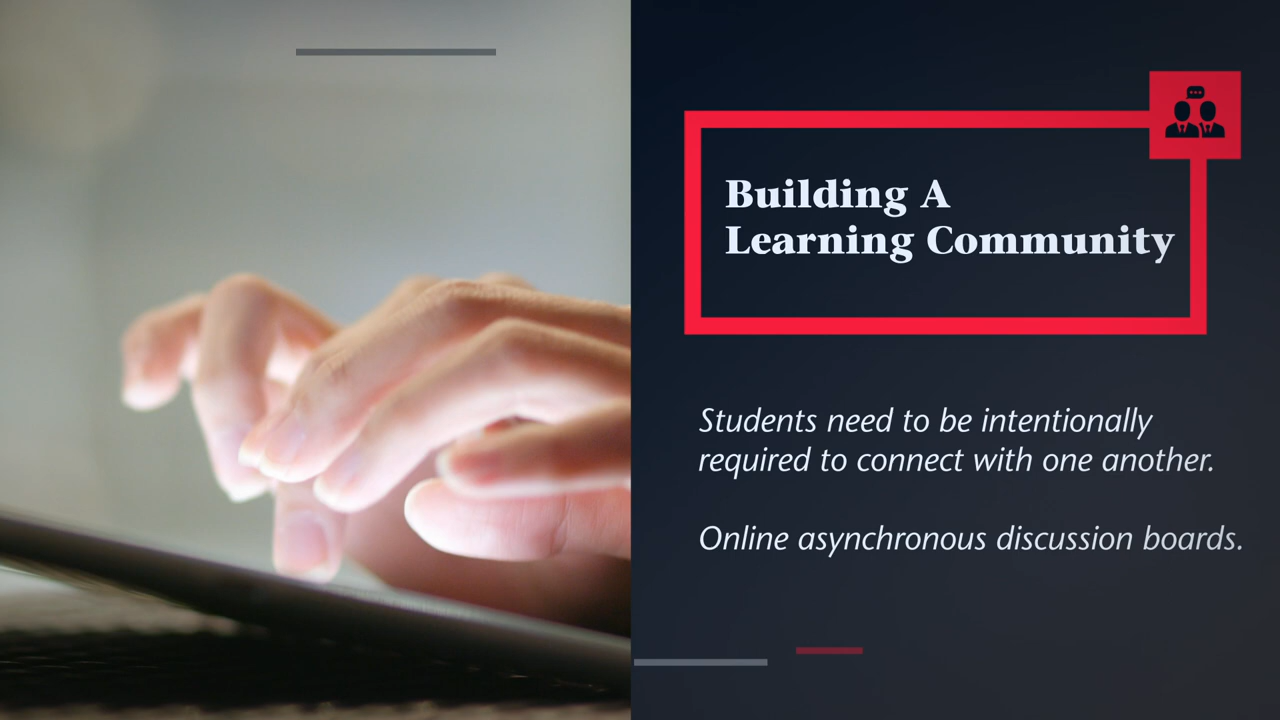 Building A
Learning Community
Students need to be intentionally
required to connect with one another.
Online asynchronous discussion boards.